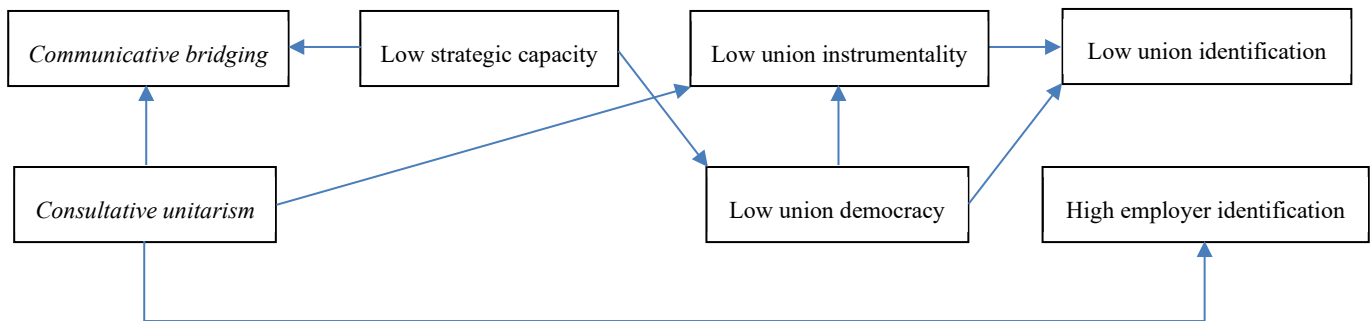 Communicative bridging
Low strategic capacity
Low union instrumentality
Low union identification
Consultative unitarism
Low union democracy
High employer identification